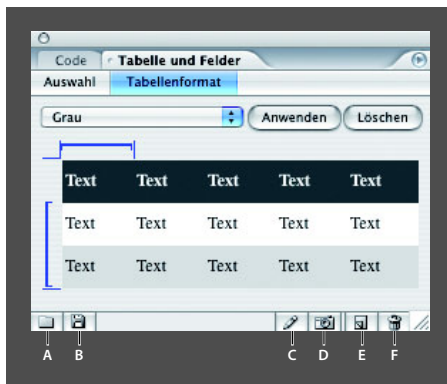 Code Tabelle und Felder
Auswahl Tabellenformat
Grau Anwenden Löschen
Text Text Text Text Text
Text Text Text Text Text
Text Text Text Text Text
A B C D E F